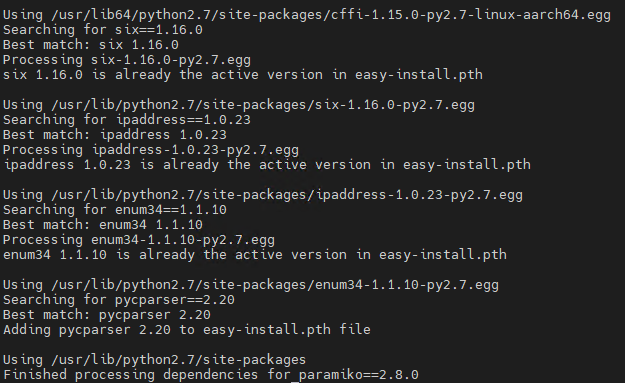 Using /usr/lib64/python2.7/site-packages/cffi-1.15.0-py2.7-linux-aarch64.egg
Searching for six==1.16.0
Best match: six 1.16.0
Processing six-1.16.0-py2.7.egg
six 1.16.0 is already the active version in easy-install.pth
Using /usr/lib/python2.7/site-packages/six-1.16.0-py2.7.egg
Searching for ipaddress==1.0.23
Best match: ipaddress 1.0.23
Processing ipaddress-1.0.23-py2.7.egg
ipaddress 1.0.23 is already the active version in easy-install.pth
Using /usr/lib/python2.7/site-packages/ipaddress-1.0.23-py2.7.egg
Searching for enum34==1.1.10
Best match: enum34 1.1.10
Processing enum34-1.1.10-py2.7.egg
enum34 1.1.10 is already the active version in easy-install.pth
Using /usr/lib/python2.7/site-packages/enum34-1.1.10-py2.7.egg
Searching for pycparser==2.20
Best match: pycparser 2.20
Adding pycparser 2.20 to easy-install.pth file
Using /usr/lib/python2.7/site-packages
Finished processing dependencies for paramiko==2.8.0